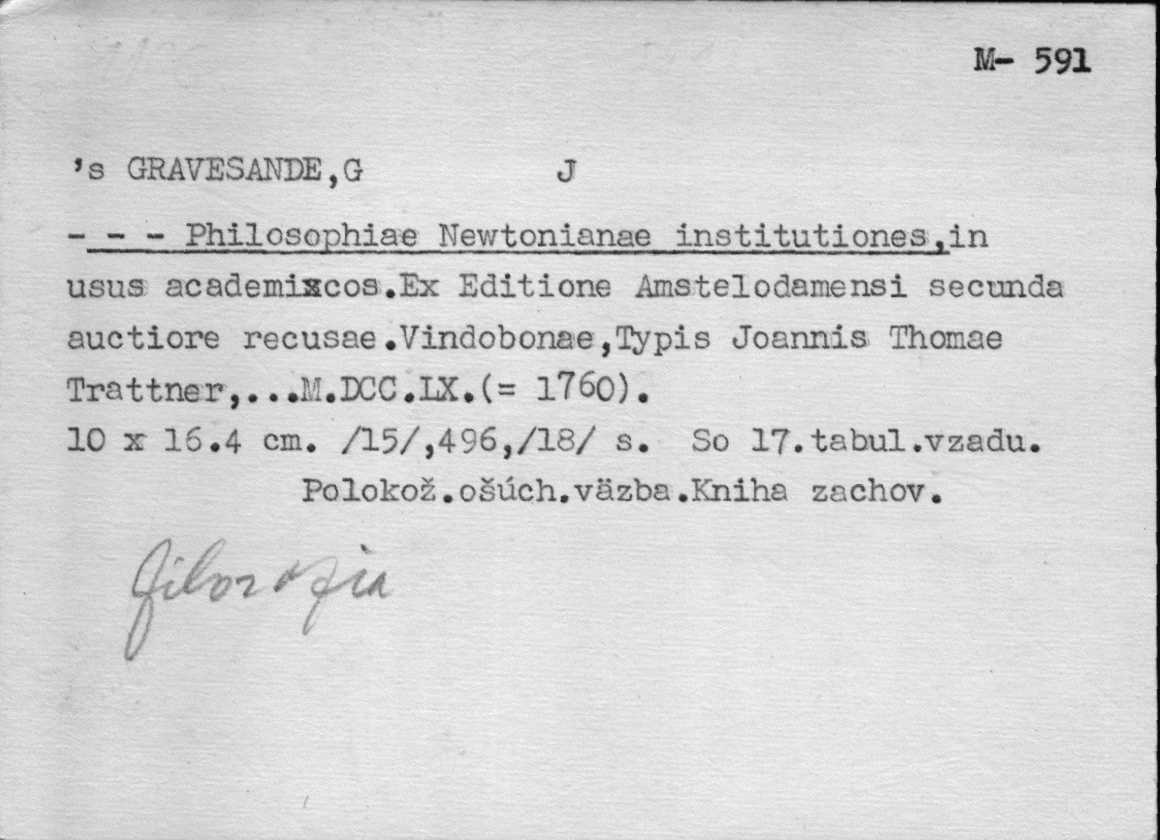 M- 591
's GRAVESANDE,G J
- - - Philosophiae Newtonianae institutiones,in
usus academixcos.Ex Editione Amstelodamensi secunda
auctiore recusae.Vindobonae,Typis Joannis Thomae
Trattner,...M.DCC.LX.(= 1760).
10 x 16.4 cm. /15/,496,/18/ s. So 17.tabul.vzadu.
Polokož.ošúch.väzba.Kniha zachov.
filozofia